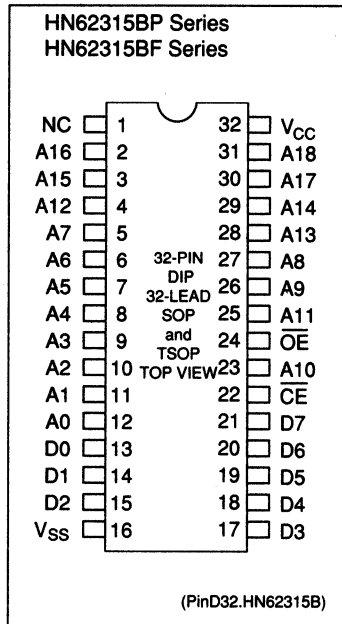 HN62315BP Series
HN62315BF Series
NC 1 32 VCC
A16 2 31 A18
A15 3 30 A17
A12 4 29 A14
A7 5 28 A13
A6 6 32-PIN 27 A8
DIP
A5 7 32-LEAD 26 A9
A4 8 SOP 25 A11
and
A3 9 TSOP 24 OE
A2 10 TOP VIEW 23 A10
A1 11 22 CE
A0 12 21 D7
D0 13 20 D6
D1 14 19 D5
D2 15 18 D4
VSS 16 17 D3
(PinD32.HN62315B)